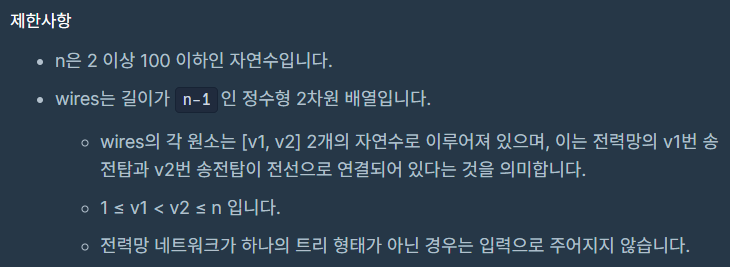 제한사항
n은 2 이상 100 이하인 자연수입니다.
wires는 길이가 n-1 인 정수형 2차원 배열입니다.
wires의 각 원소는 [v1, v2] 2개의 자연수로 이루어져 있으며, 이는 전력망의 v1번 송
전탑과 v2번 송전탑이 전선으로 연결되어 있다는 것을 의미합니다.
1 ≤ v1 < v2 ≤ n 입니다.
전력망 네트워크가 하나의 트리 형태가 아닌 경우는 입력으로 주어지지 않습니다.